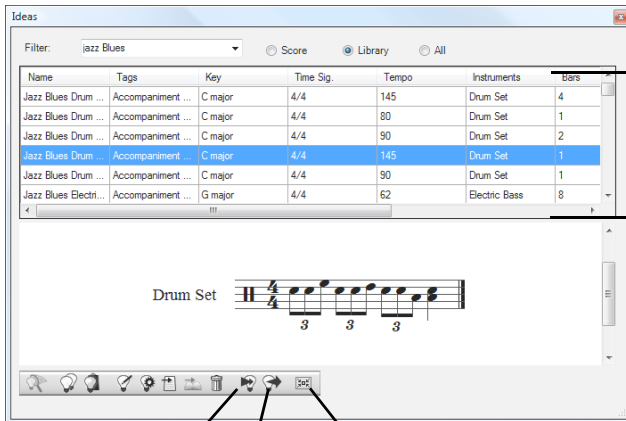 Ideas
Filter: jazz Blues Score Library All
Name Tags Key Time Sig. Tempo Instruments Bars
Jazz Blues Drum ... Accompaniment ... C major 4/4 145 Drum Set 4
Jazz Blues Drum ... Accompaniment ... C major 4/4 80 Drum Set 1
Jazz Blues Drum ... Accompaniment ... C major 4/4 90 Drum Set 2
Jazz Blues Drum ... Accompaniment ... C major 4/4 145 Drum Set 1
Jazz Blues Drum ... Accompaniment ... C major 4/4 90 Drum Set 1
Jazz Blues Electri... Accompaniment ... G major 4/4 62 Electric Bass 8
Drum Set 4/4
3 3 3